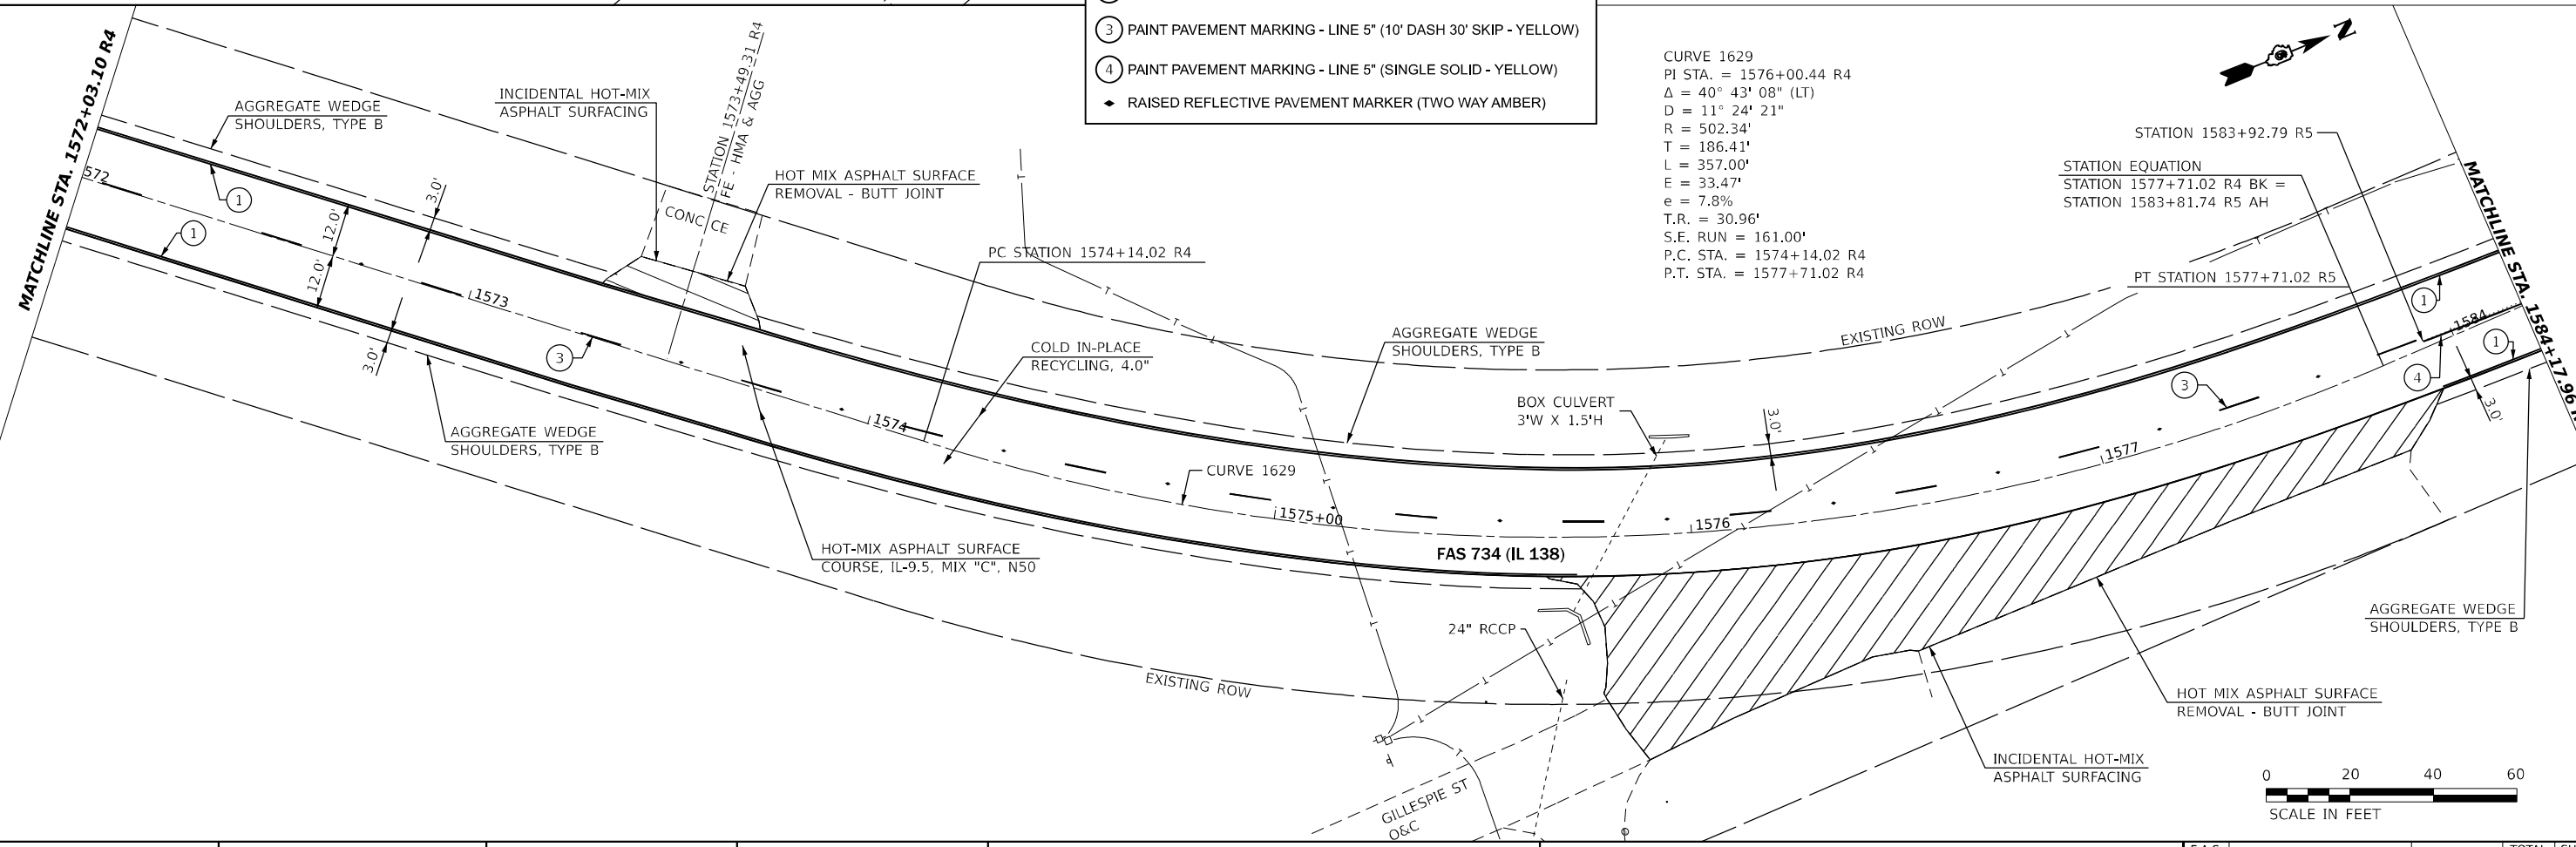 3 PAINT PAVEMENT MARKING - LINE 5" (10' DASH 30' SKIP - YELLOW)
4 PAINT PAVEMENT MARKING - LINE 5" (SINGLE SOLID - YELLOW)
RAISED REFLECTIVE PAVEMENT MARKER (TWO WAY AMBER)
MATCHLINE STA. 1572+03.10 R4
AGGREGATE WEDGE
SHOULDERS, TYPE B
INCIDENTAL HOT-MIX
ASPHALT SURFACING
STATION 1573+49.31 R4
FE - HMA & AGG
HOT MIX ASPHALT SURFACE
REMOVAL - BUTT JOINT
CONC CE
PC STATION 1574+14.02 R4
CURVE 1629
PI STA. = 1576+00.44 R4
Δ = 40° 43' 08" (LT)
D = 11° 24' 21"
R = 502.34'
T = 186.41'
L = 357.00'
E = 33.47'
e = 7.8%
T.R. = 30.96'
S.E. RUN = 161.00'
P.C. STA. = 1574+14.02 R4
P.T. STA. = 1577+71.02 R4
N
STATION 1583+92.79 R5
STATION EQUATION
STATION 1577+71.02 R4 BK =
STATION 1583+81.74 R5 AH
PT STATION 1577+71.02 R5
MATCHLINE STA. 1584+17.96
572
1
1
3.0'
12.0'
12.0'
3.0'
1573
3
AGGREGATE WEDGE
SHOULDERS, TYPE B
COLD IN-PLACE
RECYCLING, 4.0"
1574
HOT-MIX ASPHALT SURFACE
COURSE, IL-9.5, MIX "C", N50
CURVE 1629
1575+00
AGGREGATE WEDGE
SHOULDERS, TYPE B
EXISTING ROW
BOX CULVERT
3'W X 1.5'H
3.0'
FAS 734 (IL 138)
1576
1577
3
1584
1
1
4
3.0'
24" RCCP
EXISTING ROW
GILLESPIE ST
O&C
AGGREGATE WEDGE
SHOULDERS, TYPE B
HOT MIX ASPHALT SURFACE
REMOVAL - BUTT JOINT
INCIDENTAL HOT-MIX
ASPHALT SURFACING
0 20 40 60
SCALE IN FEET